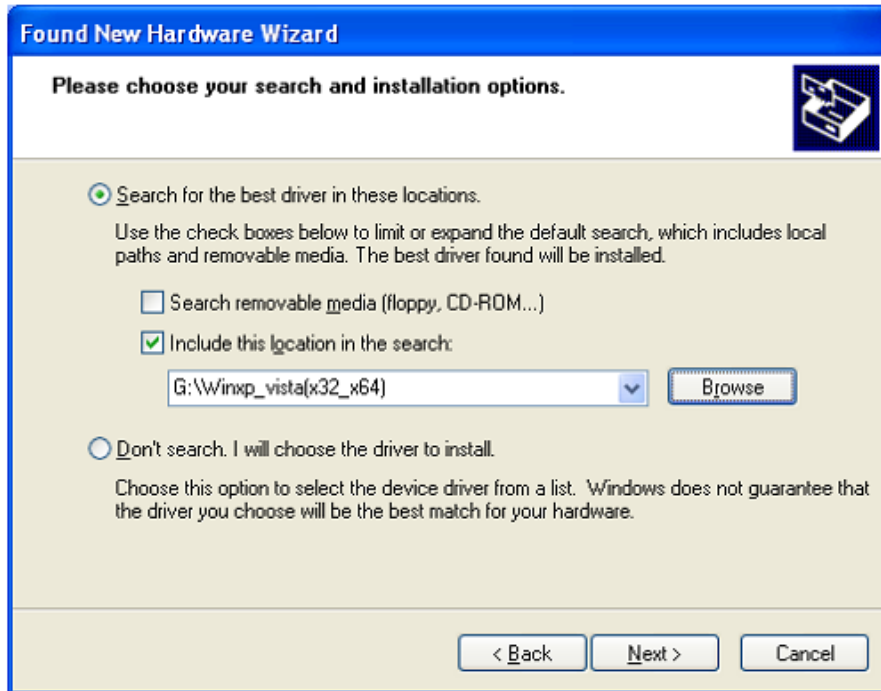 Found New Hardware Wizard
Please choose your search and installation options.
Search for the best driver in these locations.
Use the check boxes below to limit or expand the default search, which includes local
paths and removable media. The best driver found will be installed.
Search removable media (floppy, CD-ROM...)
Include this location in the search:
G:\Winxp_vista(x32_x64)
Browse
Don't search. I will choose the driver to install.
Choose this option to select the device driver from a list. Windows does not guarantee that
the driver you choose will be the best match for your hardware.
< Back
Next >
Cancel